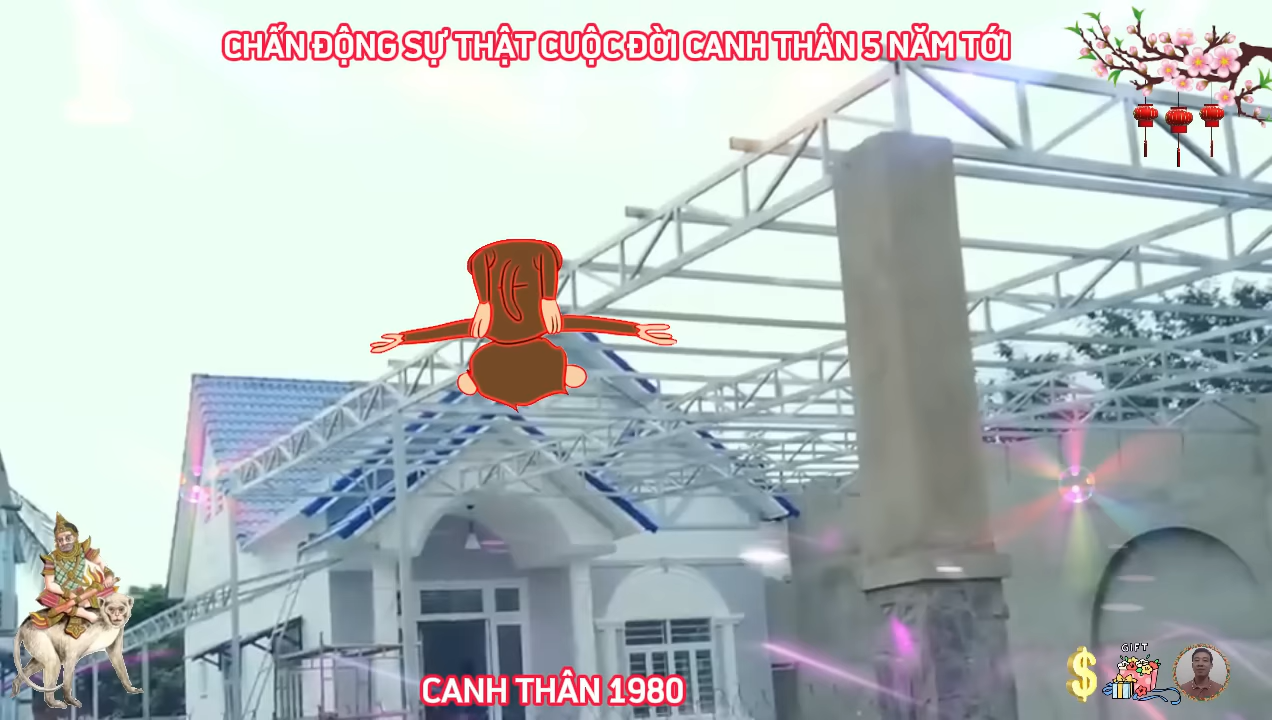 CHẤN ĐỘNG SỰ THẬT CUỘC ĐỜI CANH THÂN 5 NĂM TỚI
GIFT
CANH THÂN 1980